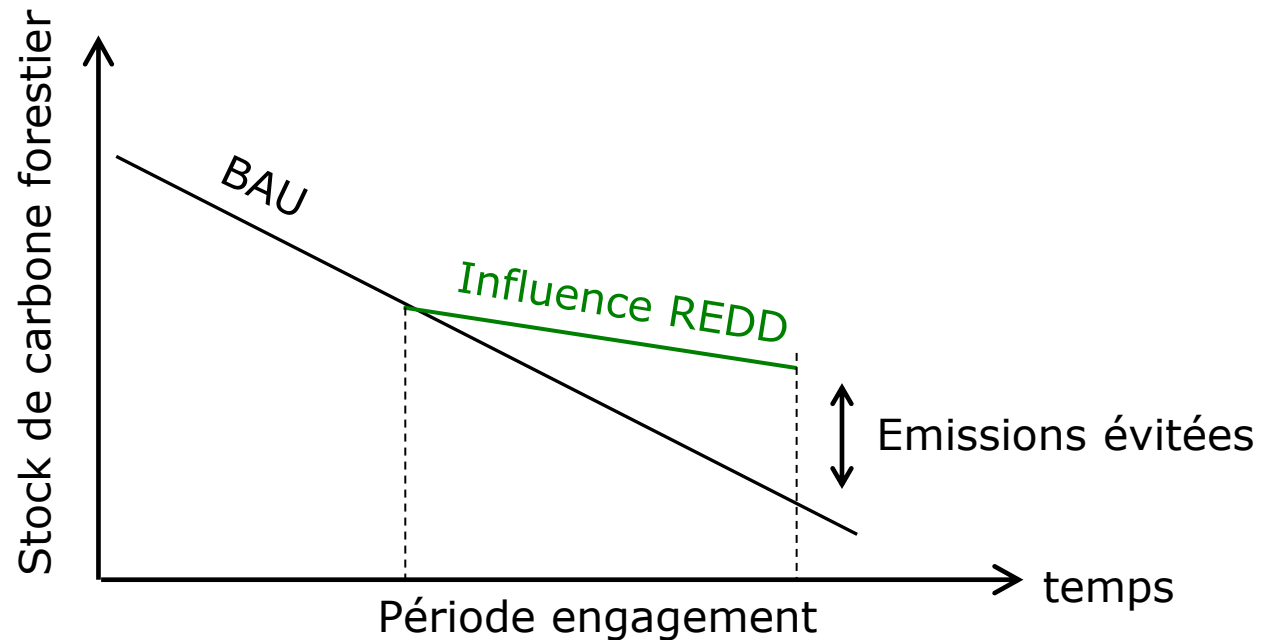 Stock de carbone forestier
BAU
Influence REDD
Emissions évitées
temps
Période engagement